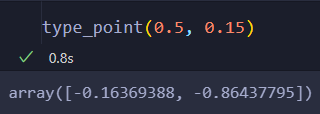 type_point(0.5, 0.15)
✓ 0.8s
array([-0.16369388, -0.86437795])